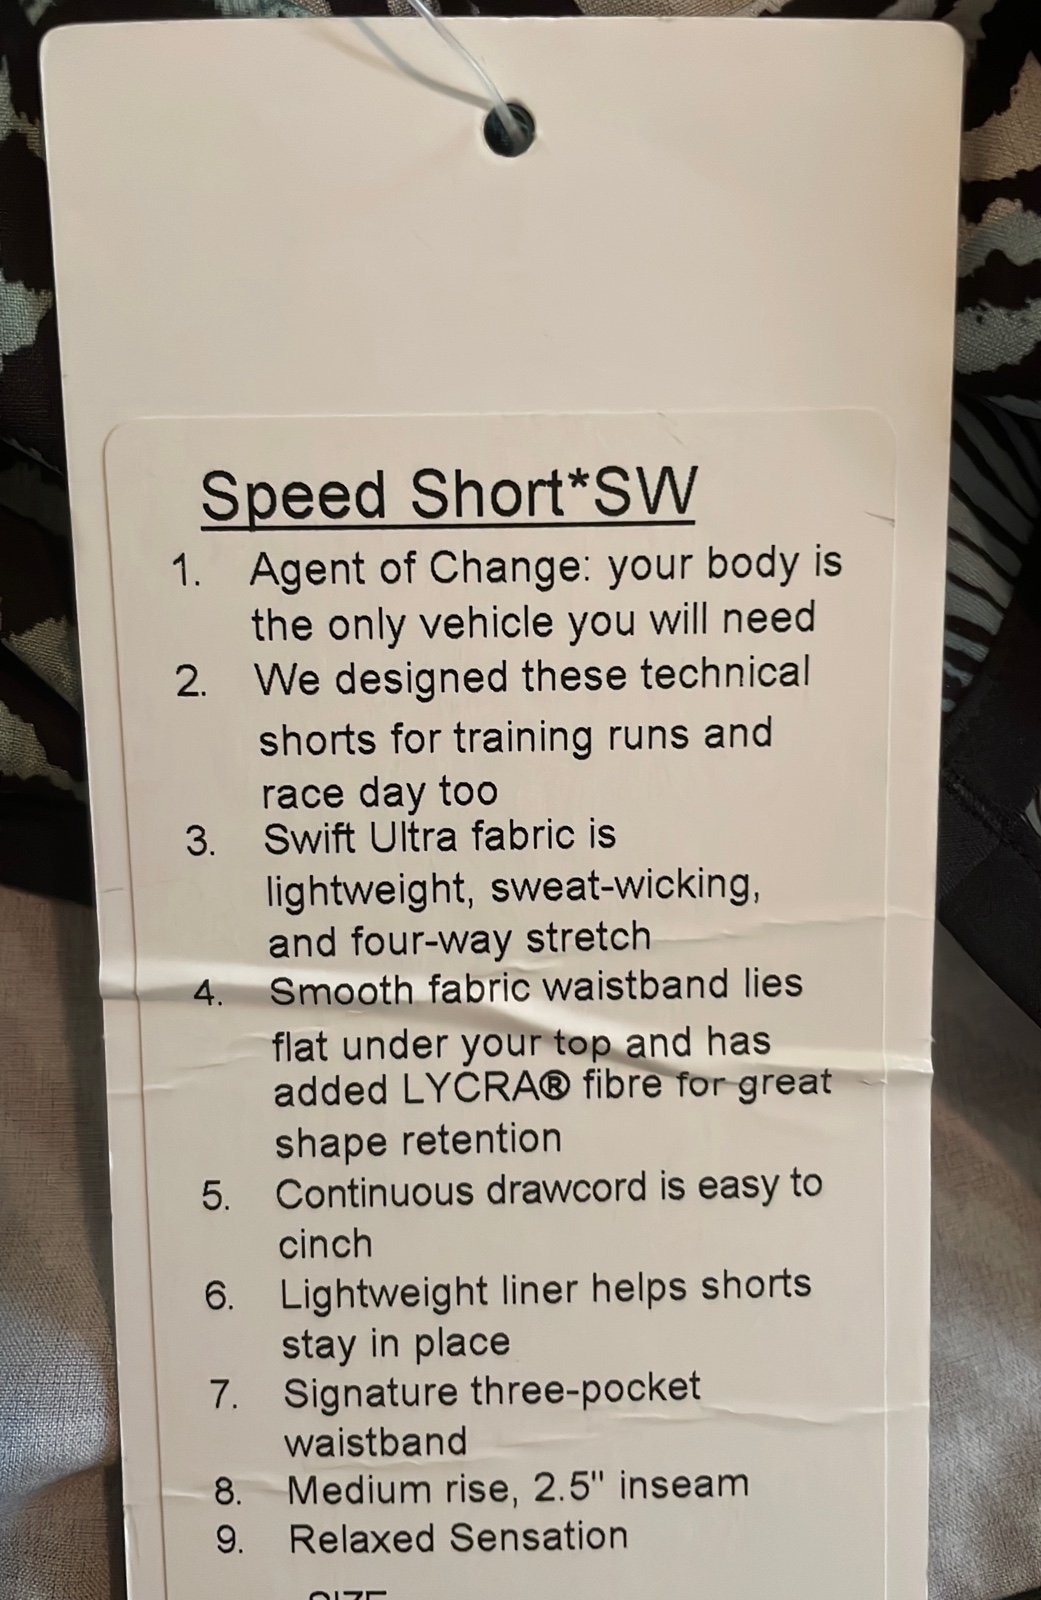 Speed Short*SW
1. Agent of Change: your body is
the only vehicle you will need
2. We designed these technical
shorts for training runs and
race day too
3. Swift Ultra fabric is
lightweight, sweat-wicking,
and four-way stretch
4. Smooth fabric waistband lies
flat under your top and has
added LYCRA® fibre for great
shape retention
5. Continuous drawcord is easy to
cinch
6. Lightweight liner helps shorts
stay in place
7. Signature three-pocket
waistband
8. Medium rise, 2.5" inseam
9. Relaxed Sensation
SIZE